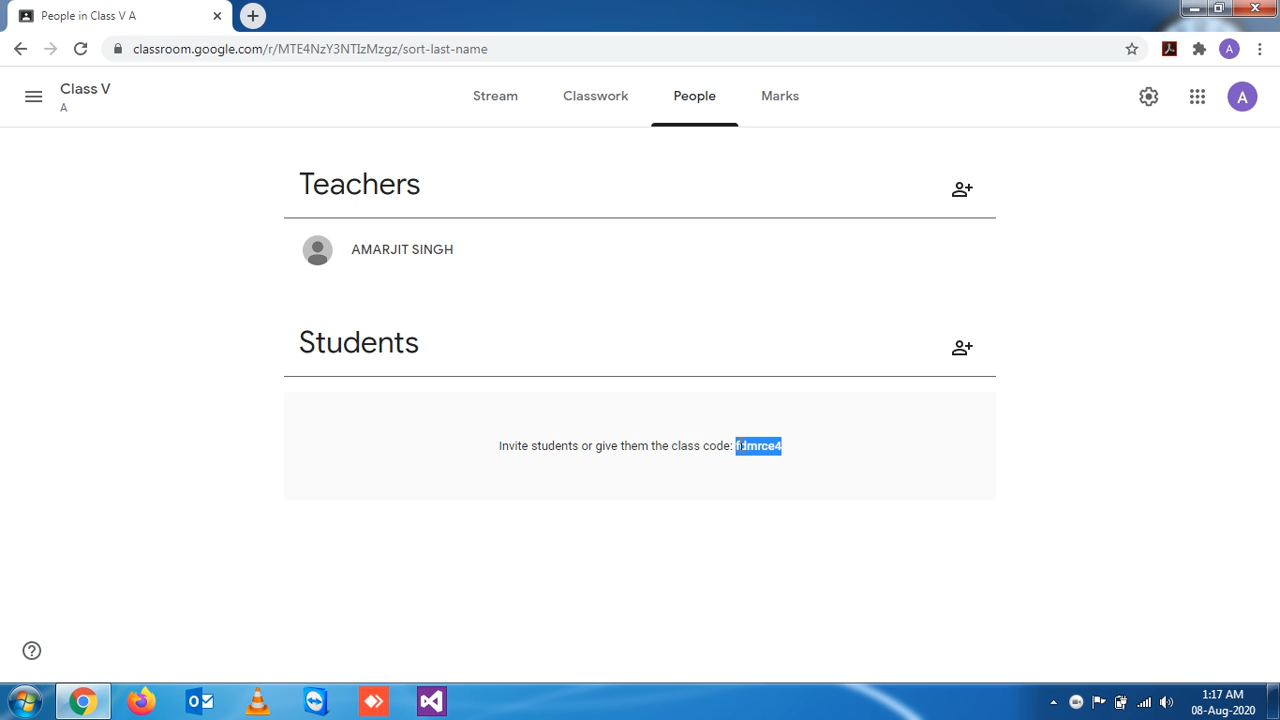 People in Class V A
classroom.google.com/r/MTE4NzY3NTIzMzgz/sort-last-name
A
Class V
A
Stream
Classwork
People
Marks
A
Teachers
AMARJIT SINGH
Students
Invite students or give them the class code: fdmrce4
1:17 AM
08-Aug-2020